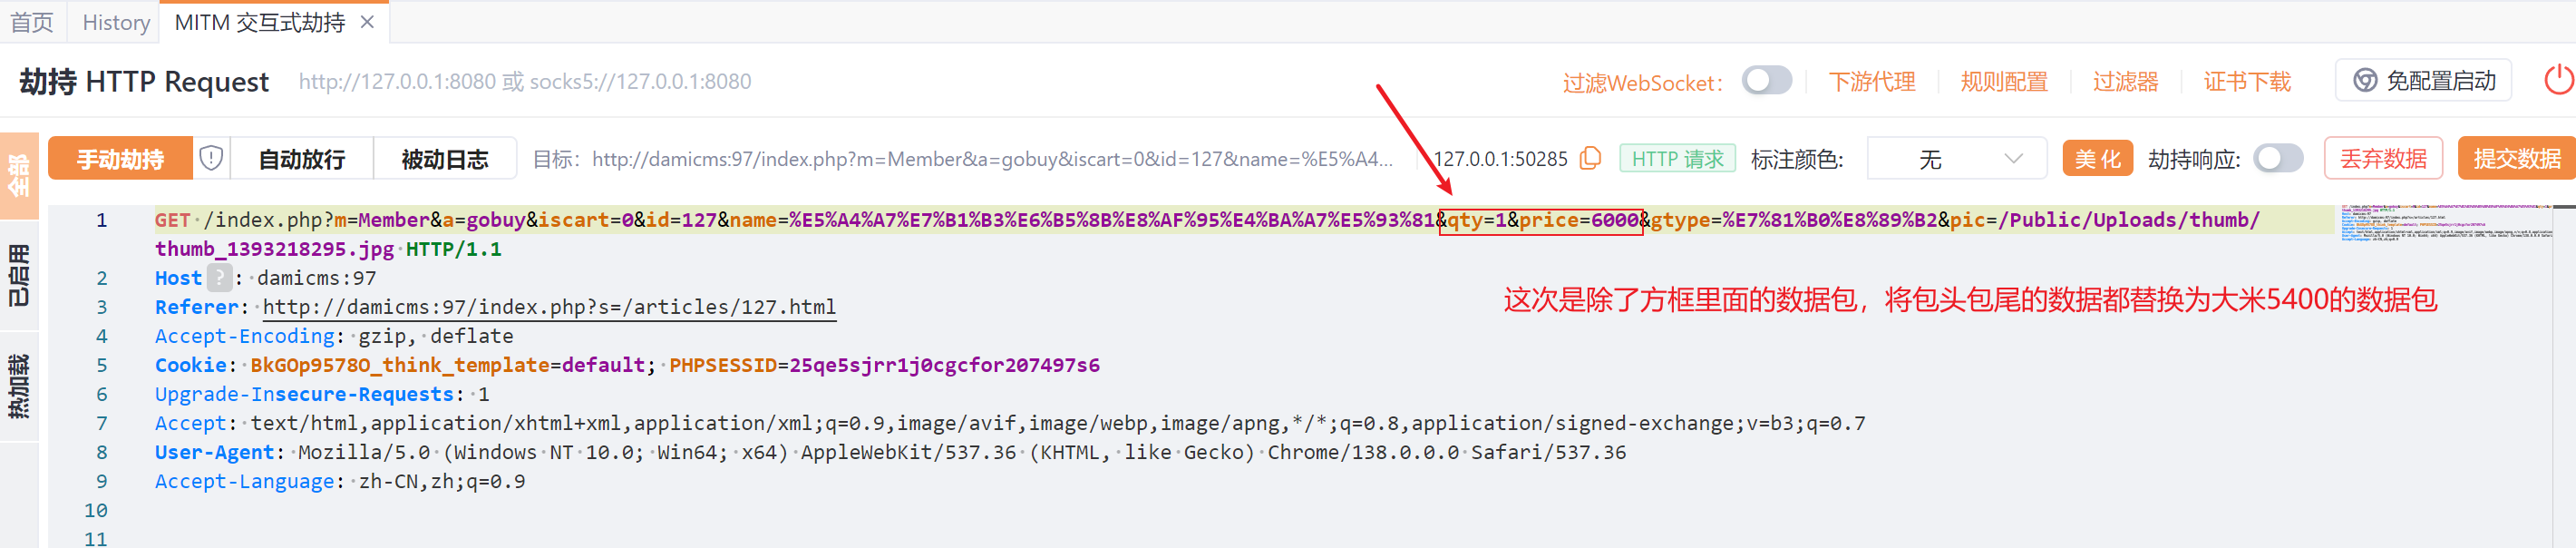 首页 History MITM 交互式劫持 ×
劫持 HTTP Request http://127.0.0.1:8080 或 socks5://127.0.0.1:8080 过滤WebSocket: 下游代理 规则配置 过滤器 证书下载 免配置启动
全部 手动劫持 自动放行 被动日志 目标: http://damicms:97/index.php?m=Member&a=gobuy&iscart=0&id=127&name=%E5%A4... 127.0.0.1:50285 HTTP 请求 标注颜色: 无 美 化 劫持响应: 丢弃数据 提交数据
1 GET /index.php?m=Member&a=gobuy&iscart=0&id=127&name=%E5%A4%A7%E7%B1%B3%E6%B5%8B%E8%AF%95%E4%BA%A7%E5%93%81&qty=1&price=6000&gtype=%E7%81%B0%E8%89%B2&pic=/Public/Uploads/thumb/
thumb_1393218295.jpg HTTP/1.1
已启用
2 Host ? : damicms:97
3 Referer: http://damicms:97/index.php?s=/articles/127.html
这次是除了方框里面的数据包，将包头包尾的数据都替换为大米5400的数据包
4 Accept-Encoding: gzip, deflate
热加载
5 Cookie: BkGOp9578O_think_template=default; PHPSESSID=25qe5sjrr1j0cgcfor207497s6
6 Upgrade-Insecure-Requests: 1
7 Accept: text/html,application/xhtml+xml,application/xml;q=0.9,image/avif,image/webp,image/apng,*/*;q=0.8,application/signed-exchange;v=b3;q=0.7
8 User-Agent: Mozilla/5.0 (Windows NT 10.0; Win64; x64) AppleWebKit/537.36 (KHTML, like Gecko) Chrome/138.0.0.0 Safari/537.36
9 Accept-Language: zh-CN,zh;q=0.9
10
11